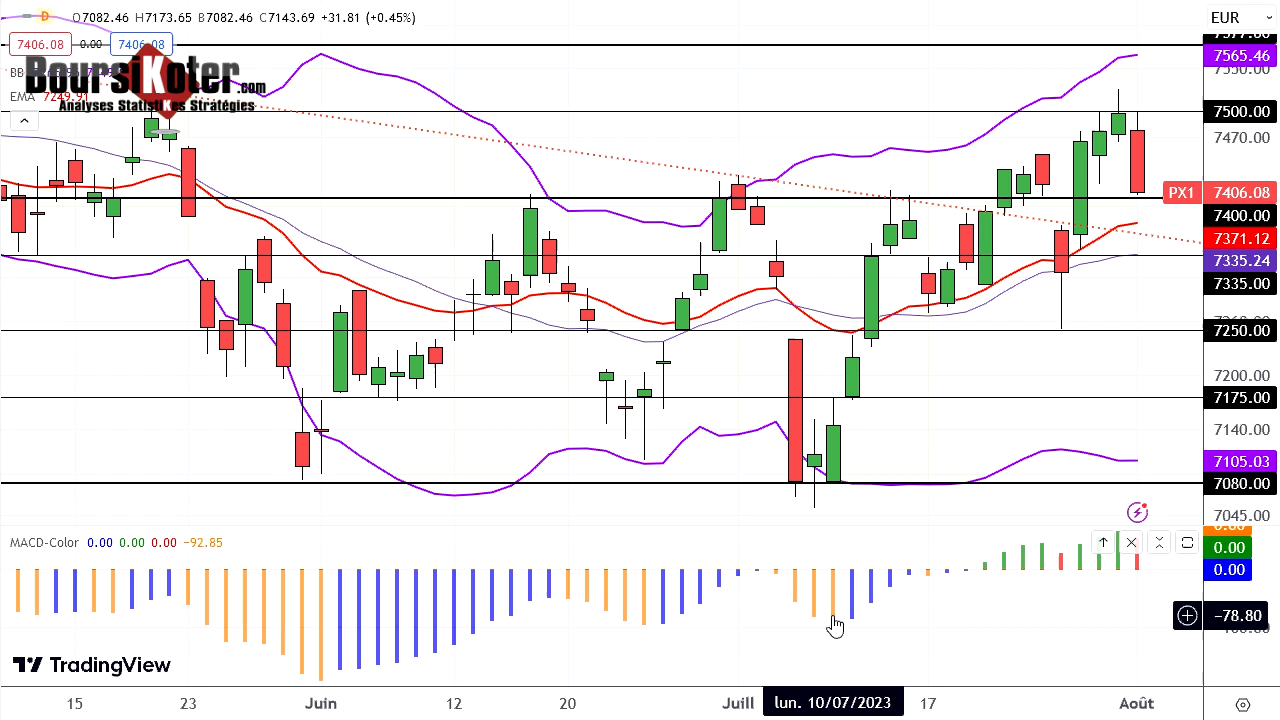 D O7082.46 H7173.65 B7082.46 C7143.69 +31.81 (+0.45%)
EUR
7565.46
7406.08 0.00 7406.08
BoursiKoter.com
BB
Analyses Statistikes Stratégies
EMA 7249.91
7500.00
7470.00
PX1 7406.08
7400.00
7371.12
7335.24
7335.00
7250.00
7200.00
7175.00
7140.00
7105.03
7080.00
7045.00
MACD-Color 0.00 0.00 0.00 −92.85
0.00
0.00
−78.80
TradingView
15 23 Juin 12 20 Juill lun. 10/07/2023 17 Août